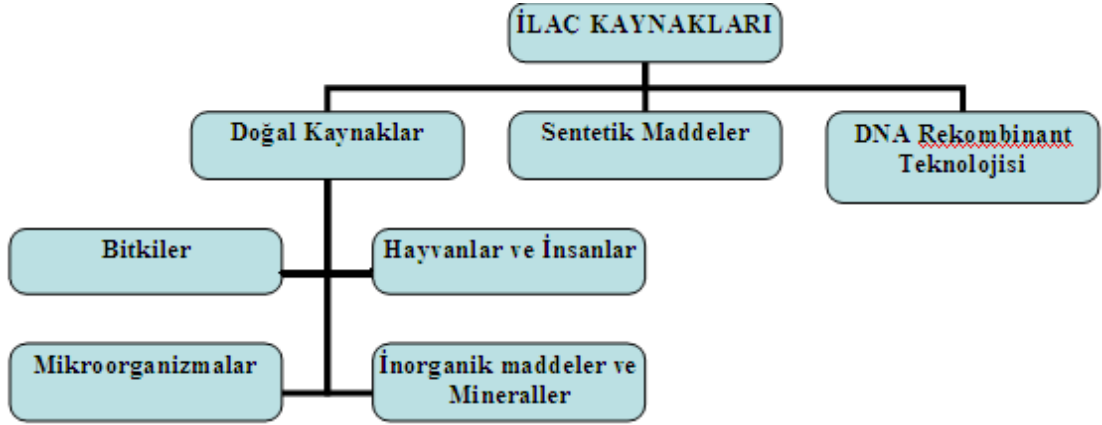 İLAC KAYNAKLARI
Doğal Kaynaklar
Sentetik Maddeler
DNA Rekombinant
Teknolojisi
Bitkiler
Hayvanlar ve İnsanlar
Mikroorganizmalar
İnorganik maddeler ve
Mineraller